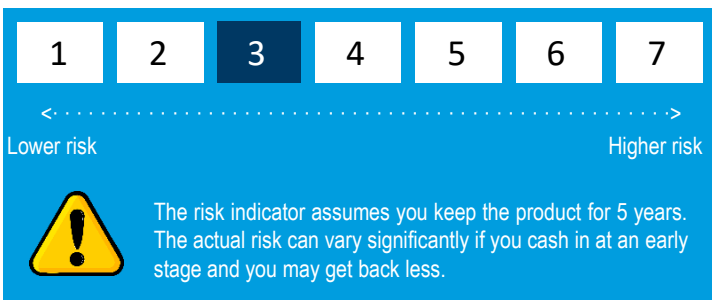 1 2 3 4 5 6 7
Lower risk Higher risk
The risk indicator assumes you keep the product for 5 years.
The actual risk can vary significantly if you cash in at an early
stage and you may get back less.